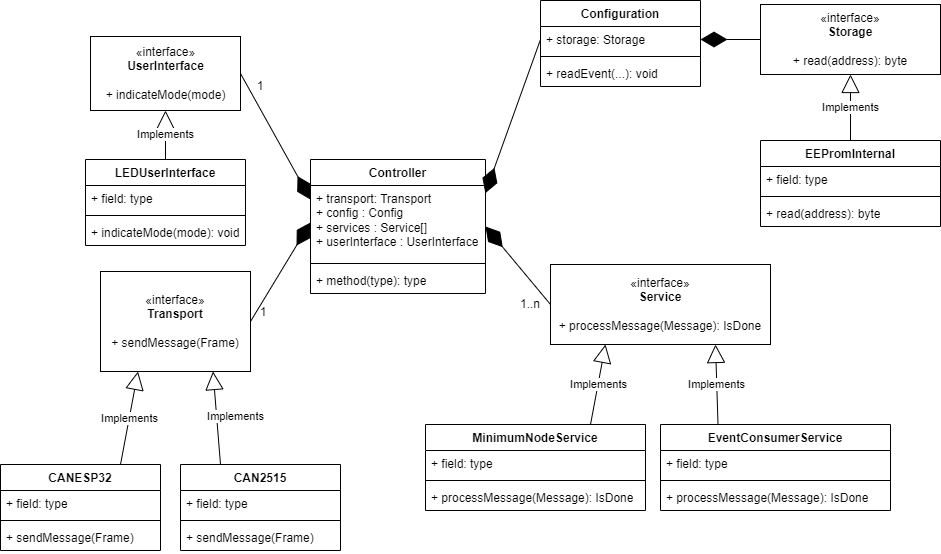 Configuration
+ storage: Storage
+ readEvent(...): void
«interface»
Storage
+ read(address): byte
Implements
EEPromInternal
+ field: type
+ read(address): byte
«interface»
UserInterface
+ indicateMode(mode)
1
Implements
LEDUserInterface
+ field: type
+ indicateMode(mode): void
Controller
+ transport: Transport
+ config : Config
+ services : Service[]
+ userInterface : UserInterface
+ method(type): type
«interface»
Transport
+ sendMessage(Frame)
1
1..n
«interface»
Service
+ processMessage(Message): IsDone
Implements
Implements
Implements
Implements
CANESP32
+ field: type
+ sendMessage(Frame)
CAN2515
+ field: type
+ sendMessage(Frame)
MinimumNodeService
+ field: type
+ processMessage(Message): IsDone
EventConsumerService
+ field: type
+ processMessage(Message): IsDone